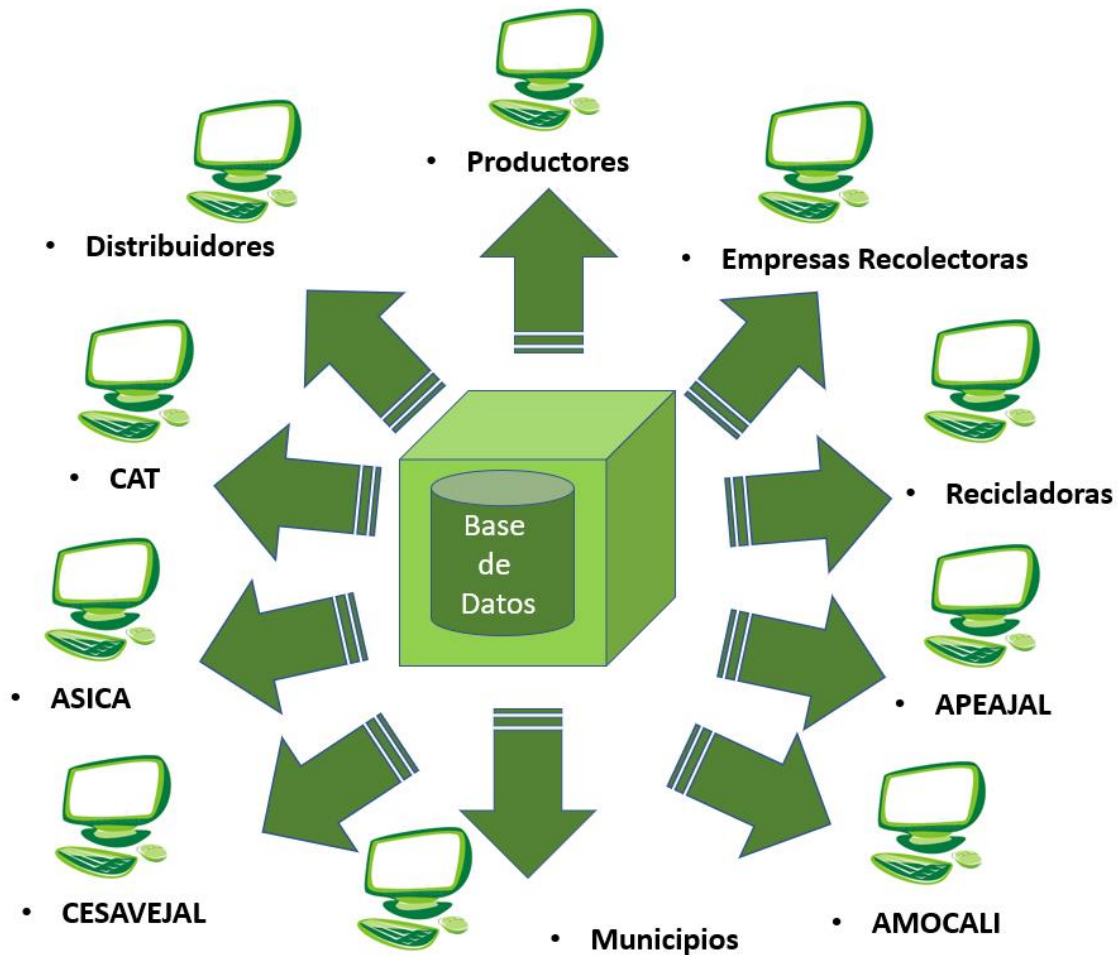 • Productores
• Distribuidores
• Empresas Recolectoras
• CAT
• Recicladoras
Base
de
Datos
• ASICA
• APEAJAL
• CESAVEJAL
• Municipios
• AMOCALI